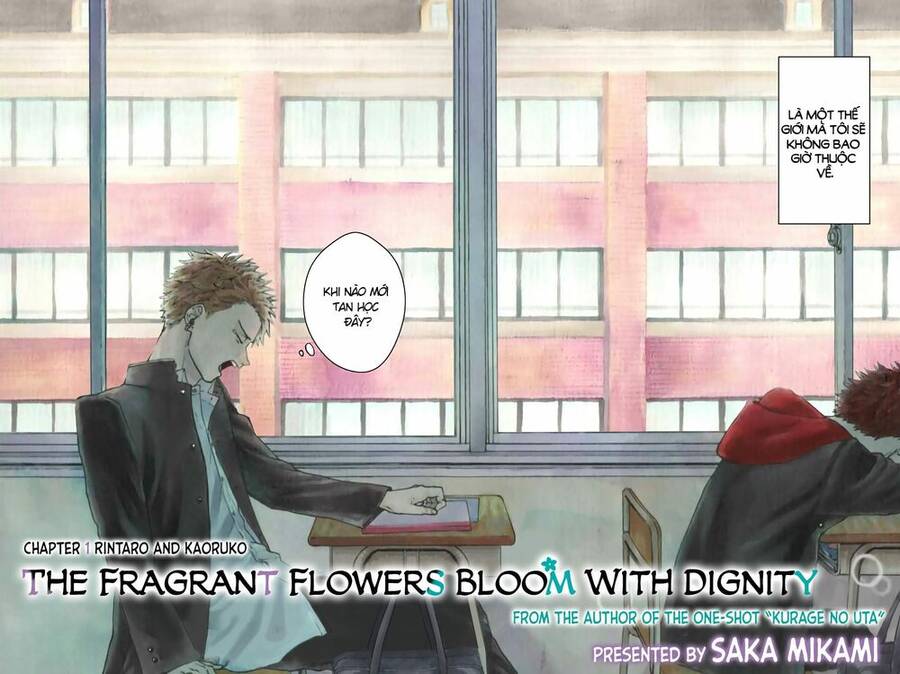 LÀ MỘT THẾ
GIỚI MÀ TÔI SẼ
KHÔNG BAO
GIỜ THUỘC
VỀ.
KHI NÀO MỚI
TAN HỌC
ĐÂY?
CHAPTER 1 RINTARO AND KAORUKO
THE FRAGRANT FLOWERS BLOOM WITH DIGNITY
FROM THE AUTHOR OF THE ONE-SHOT "KURAGE NO UTA"
PRESENTED BY SAKA MIKAMI